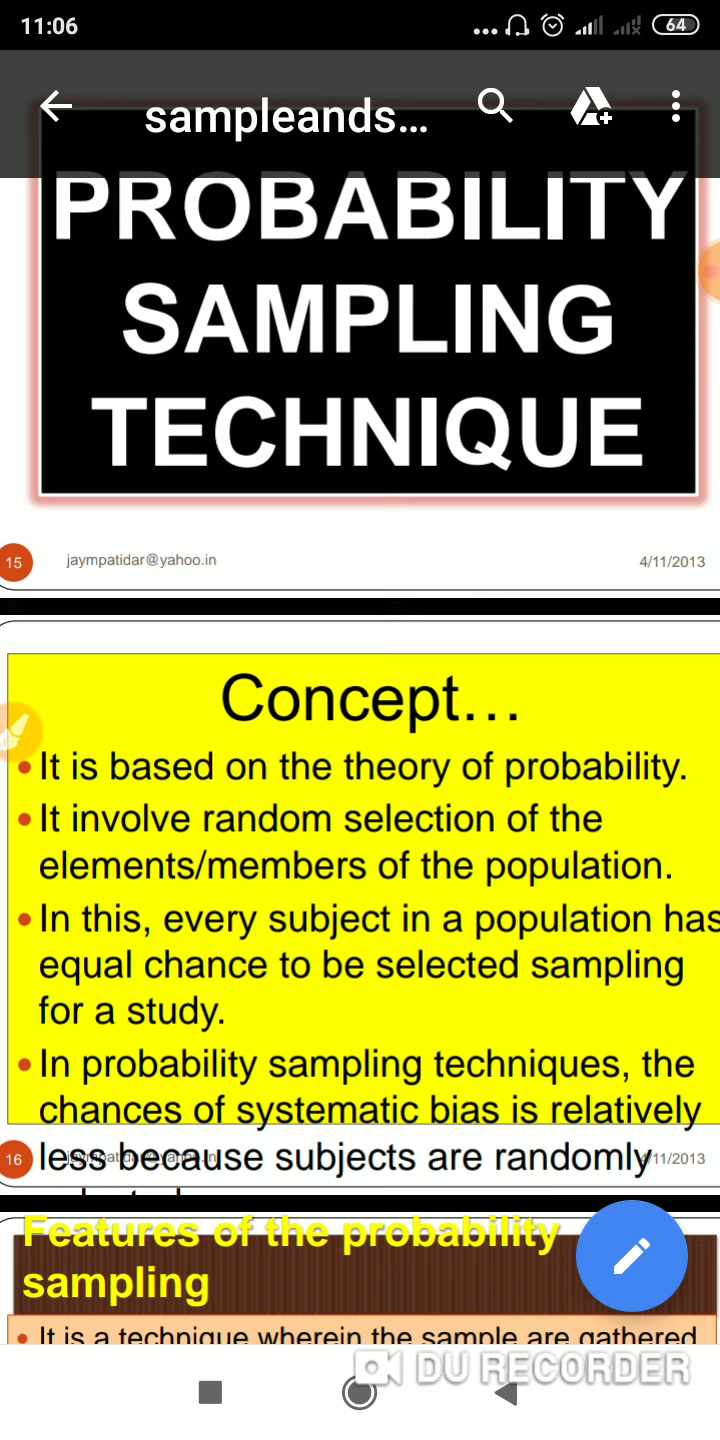 11:06
64
sampleands...
PROBABILITY
SAMPLING
TECHNIQUE
15
jaympatidar@yahoo.in
4/11/2013
Concept...
• It is based on the theory of probability.
• It involve random selection of the
elements/members of the population.
• In this, every subject in a population has
equal chance to be selected sampling
for a study.
• In probability sampling techniques, the
chances of systematic bias is relatively
less because subjects are randomly
16
jaympatidar@yahoo.in
4/11/2013
Features of the probability
sampling
• It is a technique wherein the sample are gathered
DU RECORDER